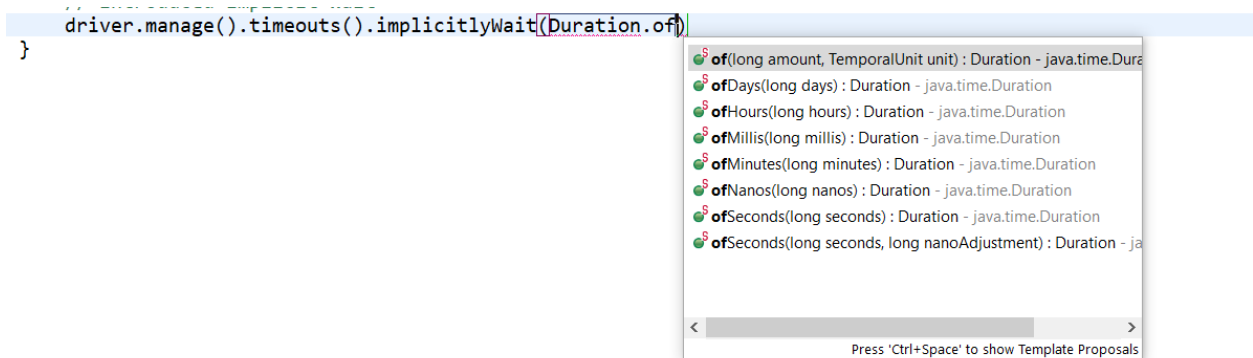 driver.manage().timeouts().implicitlyWait(Duration.of)
}
of(long amount, TemporalUnit unit) : Duration - java.time.Dura
ofDays(long days) : Duration - java.time.Duration
ofHours(long hours) : Duration - java.time.Duration
ofMillis(long millis) : Duration - java.time.Duration
ofMinutes(long minutes) : Duration - java.time.Duration
ofNanos(long nanos) : Duration - java.time.Duration
ofSeconds(long seconds) : Duration - java.time.Duration
ofSeconds(long seconds, long nanoAdjustment) : Duration - ja
Press 'Ctrl+Space' to show Template Proposals